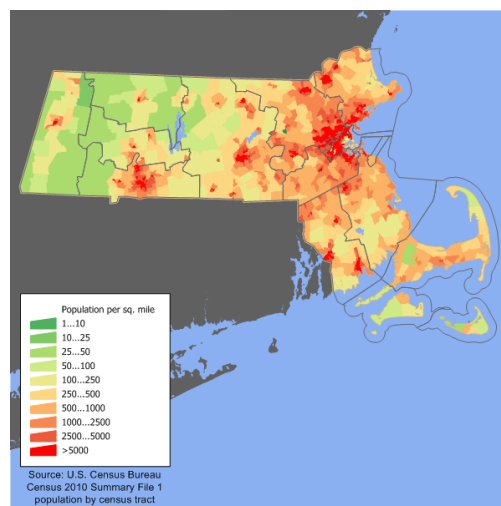 Population per sq. mile
1...10
10...25
25...50
50...100
100...250
250...500
500...1000
1000...2500
2500...5000
>5000
Source: U.S. Census Bureau
Census 2010 Summary File 1
population by census tract